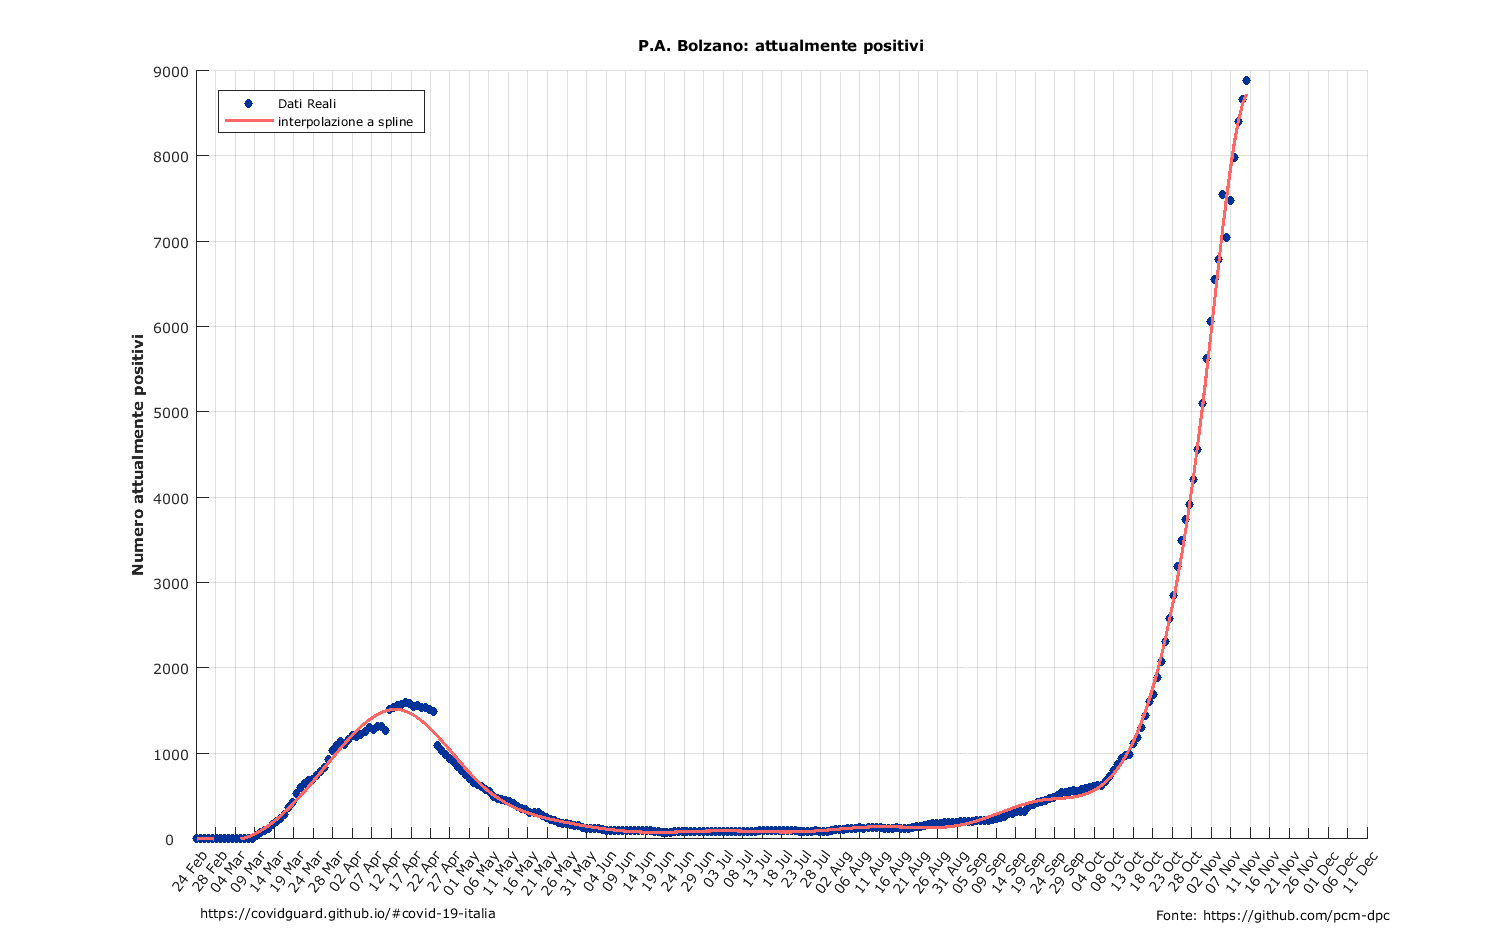 P.A. Bolzano: attualmente positivi
Dati Reali
interpolazione a spline
Numero attualmente positivi
9000
8000
7000
6000
5000
4000
3000
2000
1000
0
24 Feb
28 Feb
04 Mar
09 Mar
14 Mar
19 Mar
24 Mar
28 Mar
02 Apr
07 Apr
12 Apr
17 Apr
22 Apr
27 Apr
01 May
06 May
11 May
16 May
21 May
26 May
31 May
04 Jun
09 Jun
14 Jun
19 Jun
24 Jun
29 Jun
03 Jul
08 Jul
13 Jul
18 Jul
23 Jul
28 Jul
02 Aug
06 Aug
11 Aug
16 Aug
21 Aug
26 Aug
31 Aug
05 Sep
09 Sep
14 Sep
19 Sep
24 Sep
29 Sep
04 Oct
08 Oct
13 Oct
18 Oct
23 Oct
28 Oct
02 Nov
07 Nov
11 Nov
16 Nov
21 Nov
26 Nov
01 Dec
06 Dec
11 Dec
https://covidguard.github.io/#covid-19-italia
Fonte: https://github.com/pcm-dpc